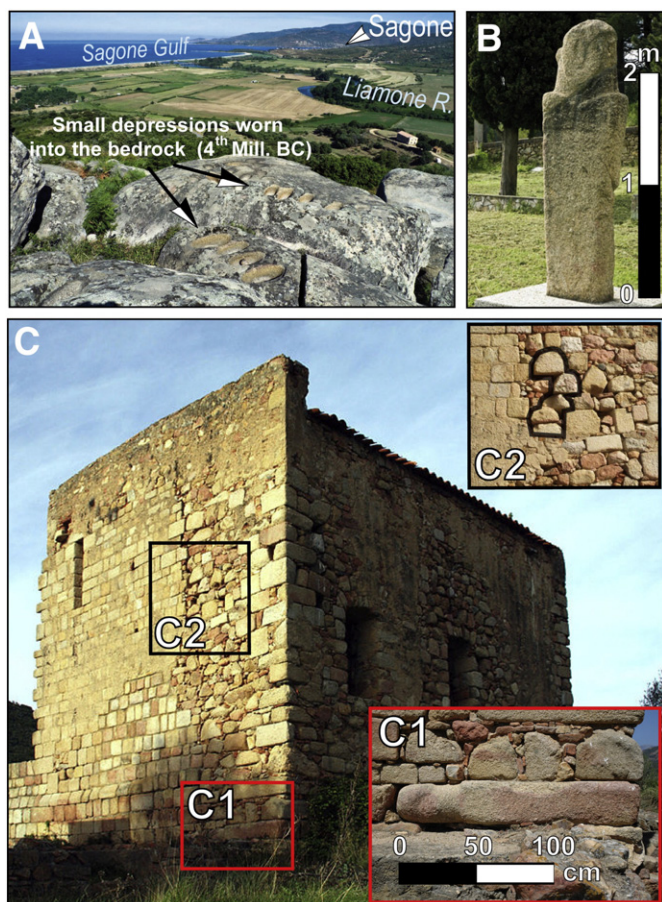 A
Sagone Gulf
Sagone
Liamone R.
Small depressions worn
into the bedrock (4th Mill. BC)
B
m
2
1
0
C
C2
C2
C1
C1
0 50 100
cm